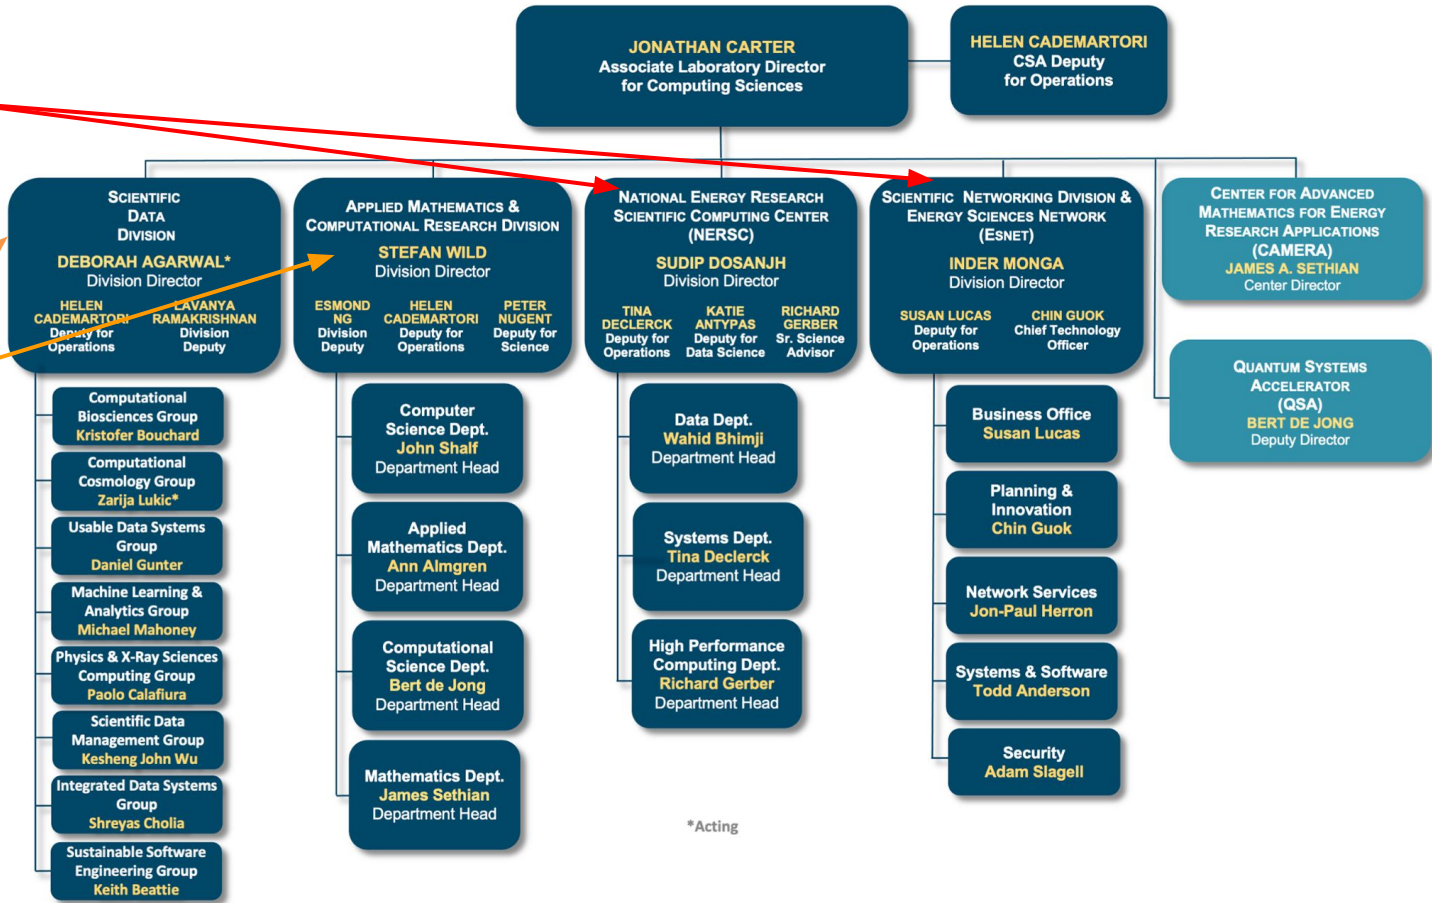 JONATHAN CARTER
Associate Laboratory Director
for Computing Sciences
HELEN CADEMARTORI
CSA Deputy
for Operations
SCIENTIFIC
DATA
DIVISION
DEBORAH AGARWAL*
Division Director
HELEN
CADEMARTORI
Deputy for
Operations
LAVANYA
RAMAKRISHNAN
Division
Deputy
Computational
Biosciences Group
Kristofer Bouchard
Computational
Cosmology Group
Zarija Lukic*
Usable Data Systems
Group
Daniel Gunter
Machine Learning &
Analytics Group
Michael Mahoney
Physics & X-Ray Sciences
Computing Group
Paolo Calafiura
Scientific Data
Management Group
Kesheng John Wu
Integrated Data Systems
Group
Shreyas Cholia
Sustainable Software
Engineering Group
Keith Beattie
APPLIED MATHEMATICS &
COMPUTATIONAL RESEARCH DIVISION
STEFAN WILD
Division Director
ESMOND
NG
Division
Deputy
HELEN
CADEMARTORI
Deputy for
Operations
PETER
NUGENT
Deputy for
Science
Computer
Science Dept.
John Shalf
Department Head
Applied
Mathematics Dept.
Ann Almgren
Department Head
Computational
Science Dept.
Bert de Jong
Department Head
Mathematics Dept.
James Sethian
Department Head
NATIONAL ENERGY RESEARCH
SCIENTIFIC COMPUTING CENTER
(NERSC)
SUDIP DOSANJH
Division Director
TINA
DECLERCK
Deputy for
Operations
KATIE
ANTYPAS
Deputy for
Data Science
RICHARD
GERBER
Sr. Science
Advisor
Data Dept.
Wahid Bhimji
Department Head
Systems Dept.
Tina Declerck
Department Head
High Performance
Computing Dept.
Richard Gerber
Department Head
SCIENTIFIC NETWORKING DIVISION &
ENERGY SCIENCES NETWORK
(ESNET)
INDER MONGA
Division Director
SUSAN LUCAS
Deputy for
Operations
CHIN GUOK
Chief Technology
Officer
Business Office
Susan Lucas
Planning &
Innovation
Chin Guok
Network Services
Jon-Paul Herron
Systems & Software
Todd Anderson
Security
Adam Slagell
CENTER FOR ADVANCED
MATHEMATICS FOR ENERGY
RESEARCH APPLICATIONS
(CAMERA)
JAMES A. SETHIAN
Center Director
QUANTUM SYSTEMS
ACCELERATOR
(QSA)
BERT DE JONG
Deputy Director
*Acting